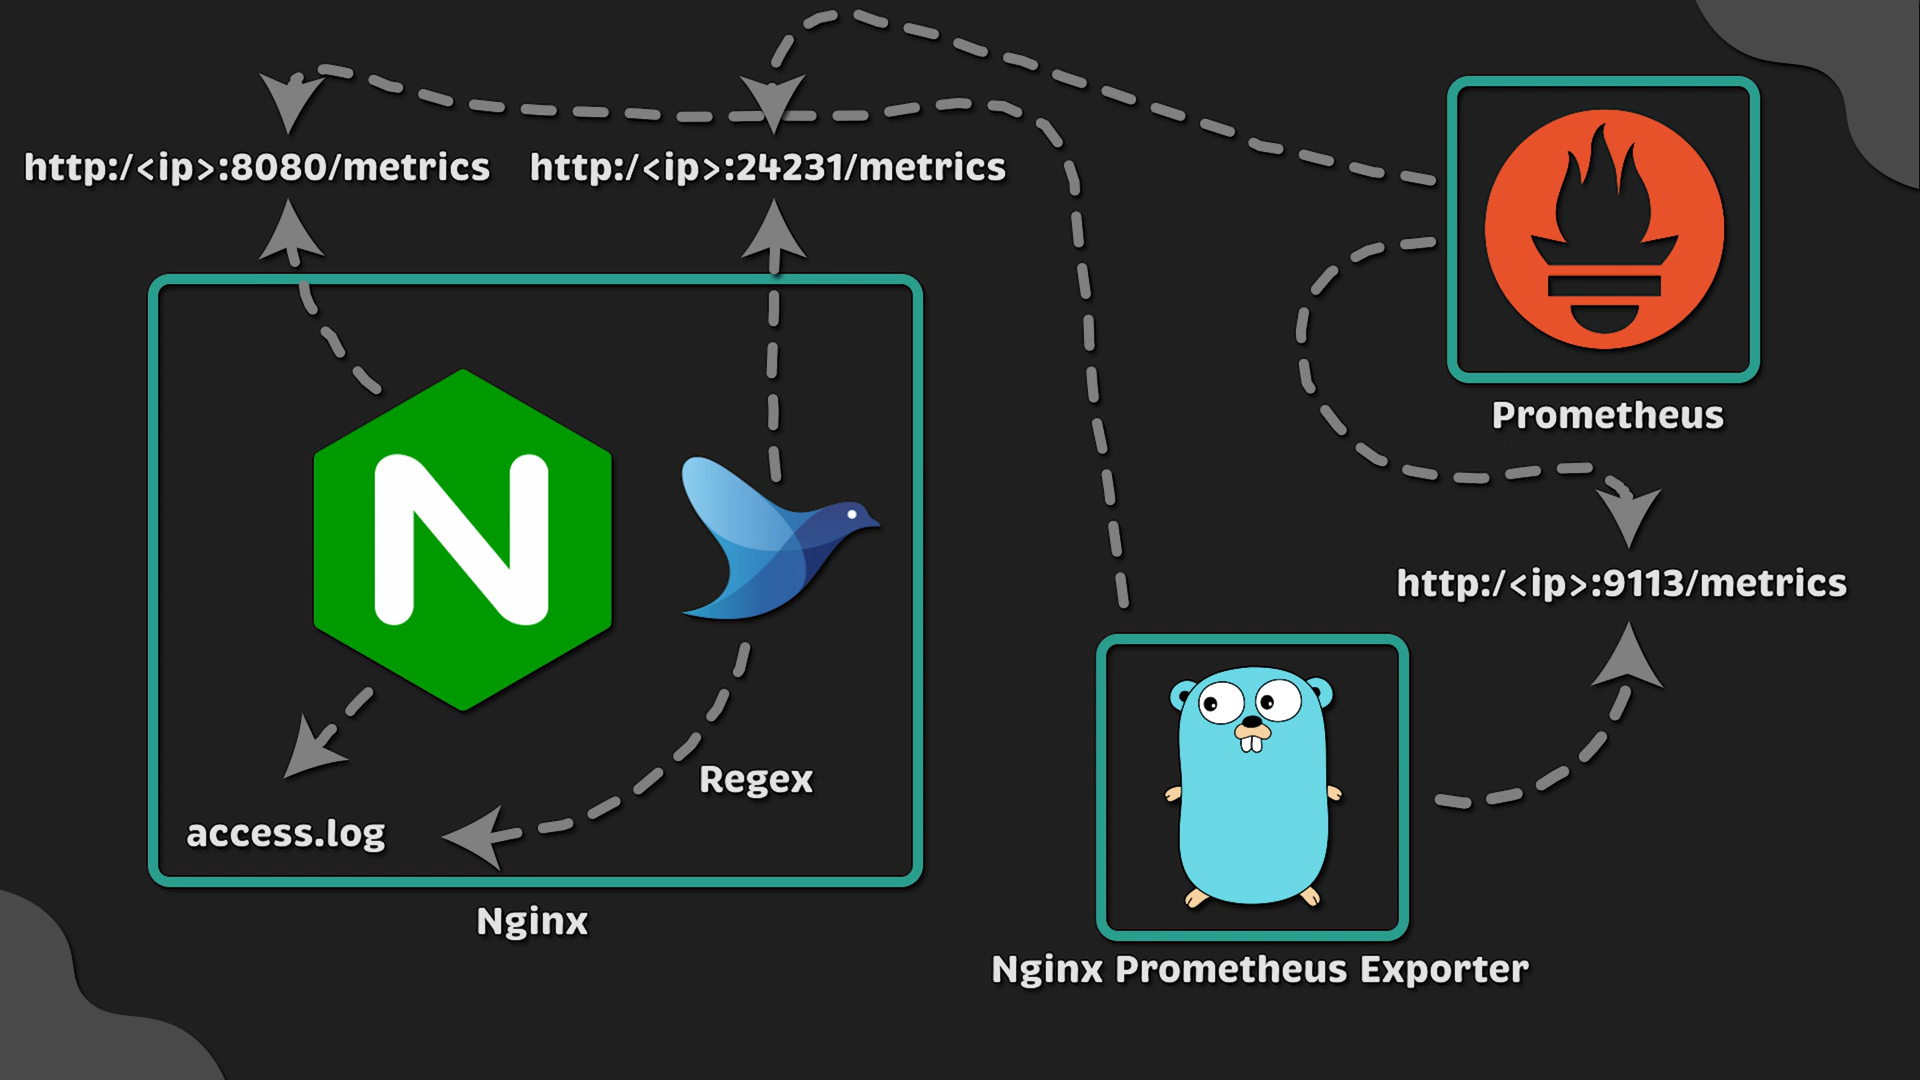 http:/<ip>:8080/metrics
http:/<ip>:24231/metrics
Prometheus
http:/<ip>:9113/metrics
N
Regex
access.log
Nginx
Nginx Prometheus Exporter